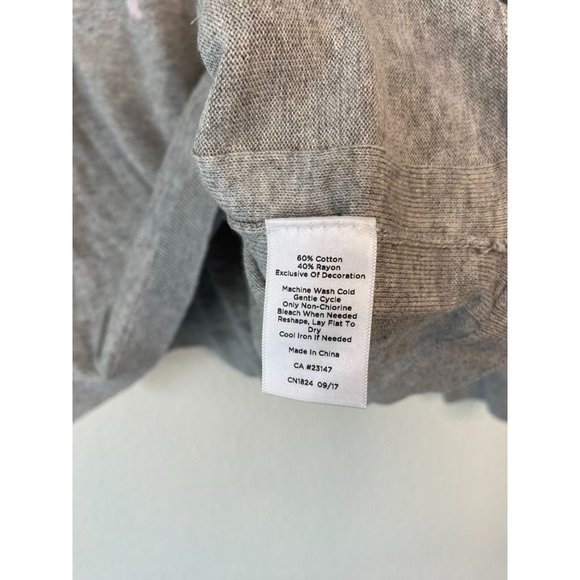 60% Cotton
40% Rayon
Exclusive Of Decoration
Machine Wash Cold
Gentle Cycle
Only Non-Chlorine
Bleach When Needed
Reshape, Lay Flat To
Dry
Cool Iron If Needed
Made In China
CA #23147
CN1824 09/17